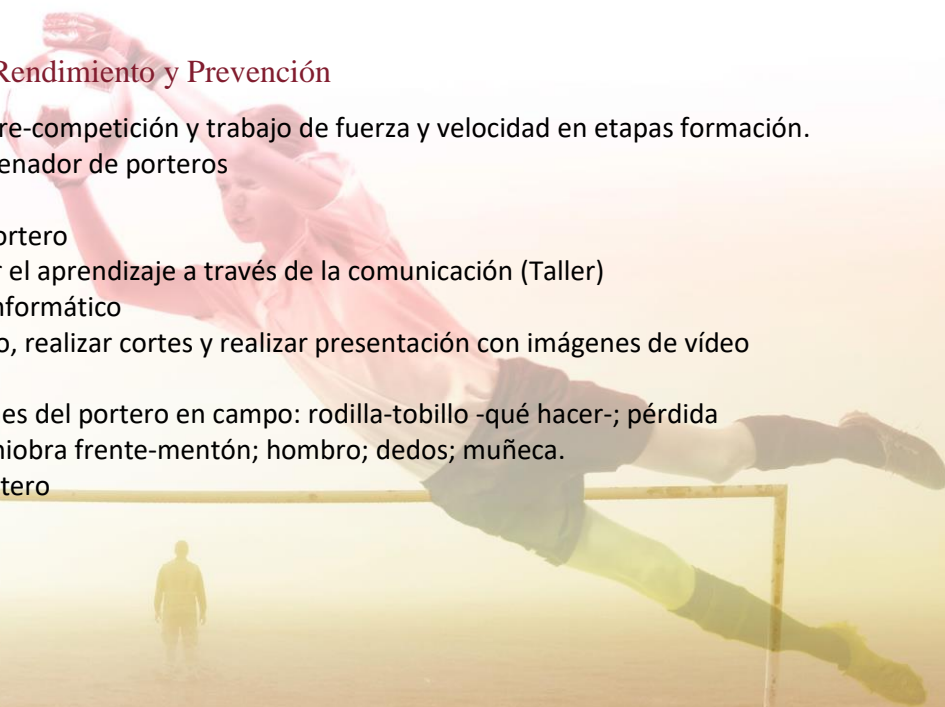 Rendimiento y Prevención
re-competición y trabajo de fuerza y velocidad en etapas formación.
enador de porteros
ortero
r el aprendizaje a través de la comunicación (Taller)
nformático
o, realizar cortes y realizar presentación con imágenes de vídeo
es del portero en campo: rodilla-tobillo -qué hacer-; pérdida
niobra frente-mentón; hombro; dedos; muñeca.
tero